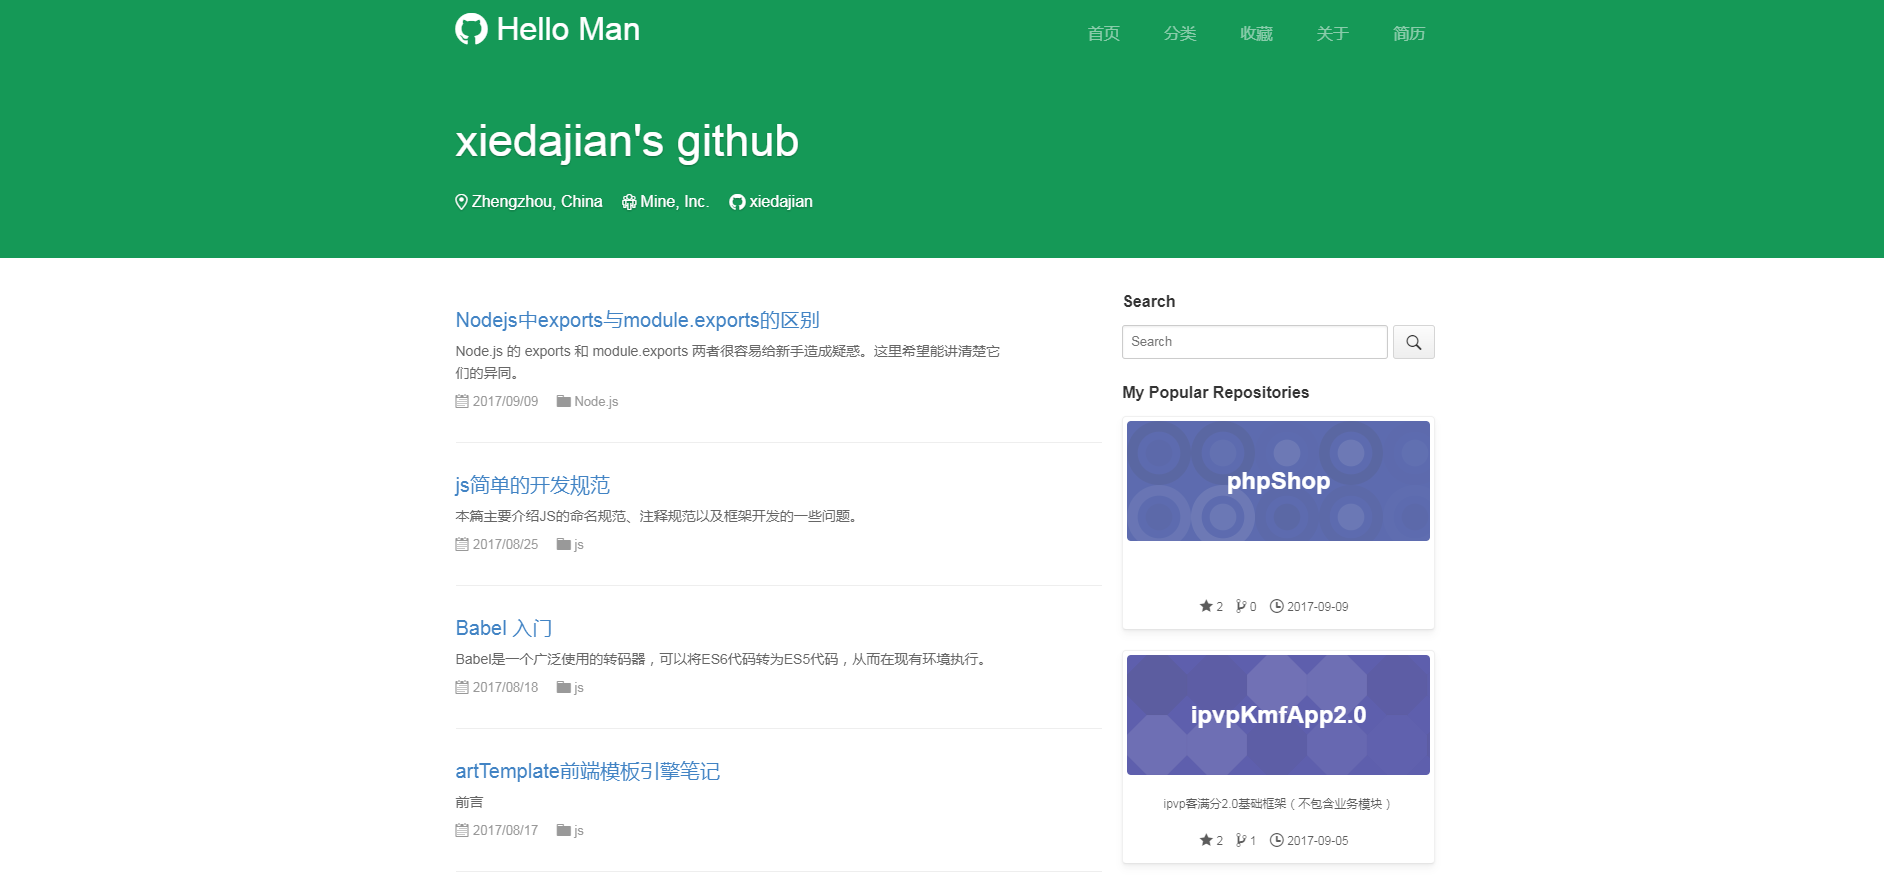 Hello Man
首页 分类 收藏 关于 简历
xiedajian's github
Zhengzhou, China Mine, Inc. xiedajian
Nodejs中exports与module.exports的区别
Node.js 的 exports 和 module.exports 两者很容易给新手造成疑惑。这里希望能讲清楚它
们的异同。
2017/09/09 Node.js
js简单的开发规范
本篇主要介绍JS的命名规范、注释规范以及框架开发的一些问题。
2017/08/25 js
Babel 入门
Babel是一个广泛使用的转码器，可以将ES6代码转为ES5代码，从而在现有环境执行。
2017/08/18 js
artTemplate前端模板引擎笔记
前言
2017/08/17 js
Search
Search
My Popular Repositories
phpShop
2 0 2017-09-09
ipvpKmfApp2.0
ipvp客满分2.0基础框架（不包含业务模块）
2 1 2017-09-05